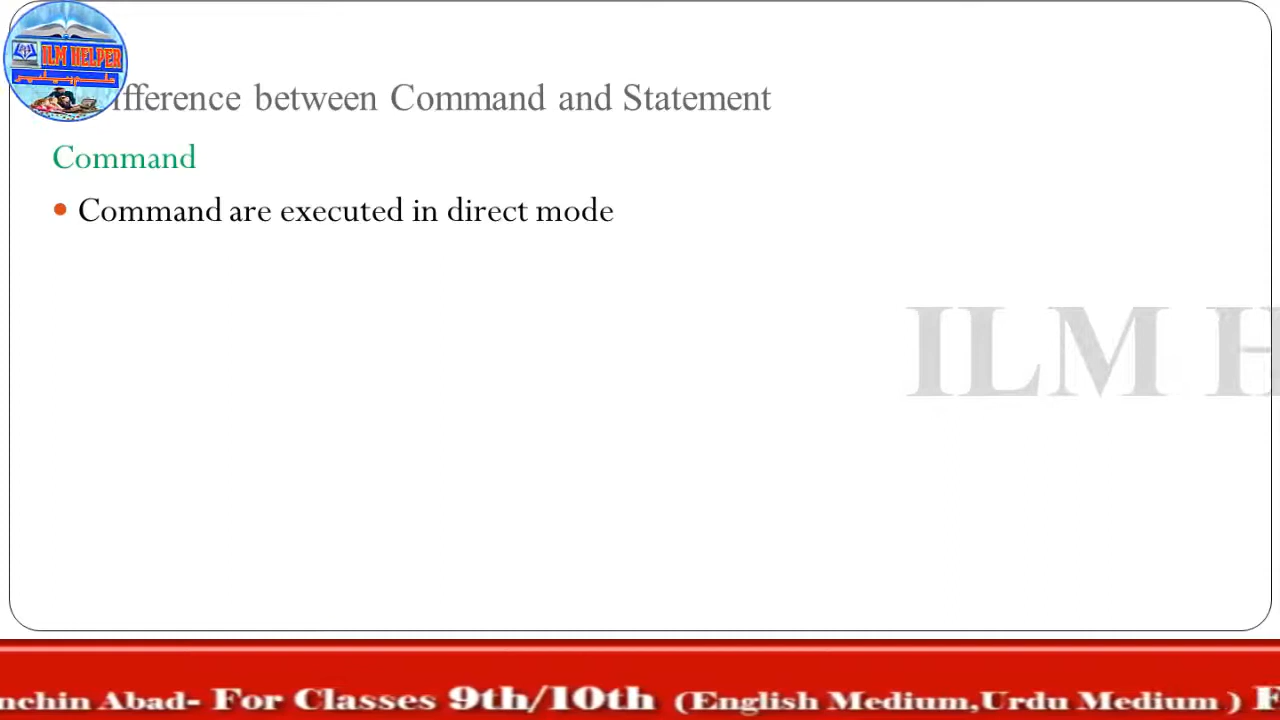 ILM HELPER
ifference between Command and Statement
Command
Command are executed in direct mode
ILM H
nchin Abad- For Classes 9th/10th (English Medium,Urdu Medium ) F